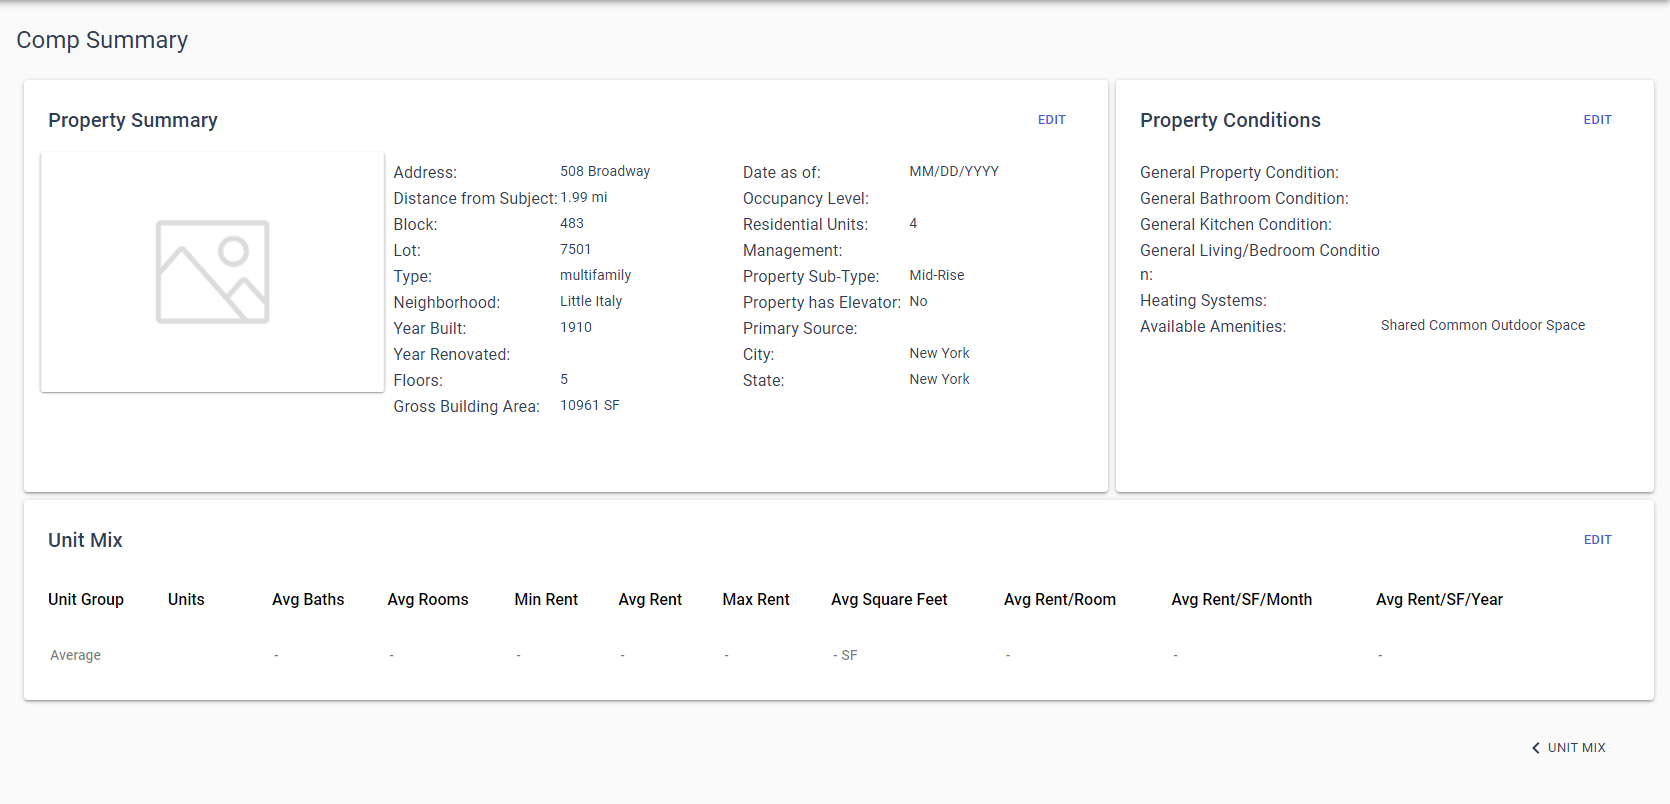 Comp Summary
Property Summary
EDIT
Address: 508 Broadway
Distance from Subject: 1.99 mi
Block: 483
Lot: 7501
Type: multifamily
Neighborhood: Little Italy
Year Built: 1910
Year Renovated:
Floors: 5
Gross Building Area: 10961 SF
Date as of: MM/DD/YYYY
Occupancy Level:
Residential Units: 4
Management:
Property Sub-Type: Mid-Rise
Property has Elevator: No
Primary Source:
City: New York
State: New York
Property Conditions
EDIT
General Property Condition:
General Bathroom Condition:
General Kitchen Condition:
General Living/Bedroom Conditio
n:
Heating Systems:
Available Amenities: Shared Common Outdoor Space
Unit Mix
EDIT
Unit Group Units Avg Baths Avg Rooms Min Rent Avg Rent Max Rent Avg Square Feet Avg Rent/Room Avg Rent/SF/Month Avg Rent/SF/Year
Average - - - - - - SF - - -
UNIT MIX